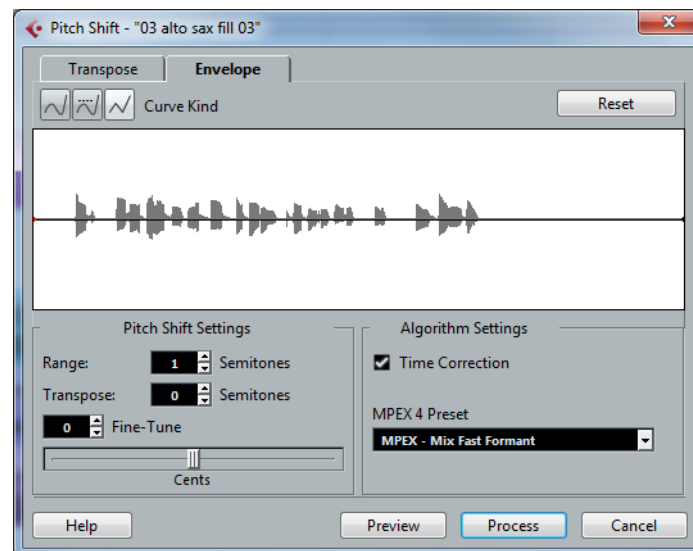 Pitch Shift - "03 alto sax fill 03"
Transpose Envelope
Curve Kind Reset
Pitch Shift Settings
Range: 1 Semitones
Transpose: 0 Semitones
0 Fine-Tune
Cents
Algorithm Settings
Time Correction
MPEX 4 Preset
MPEX - Mix Fast Formant
Help Preview Process Cancel